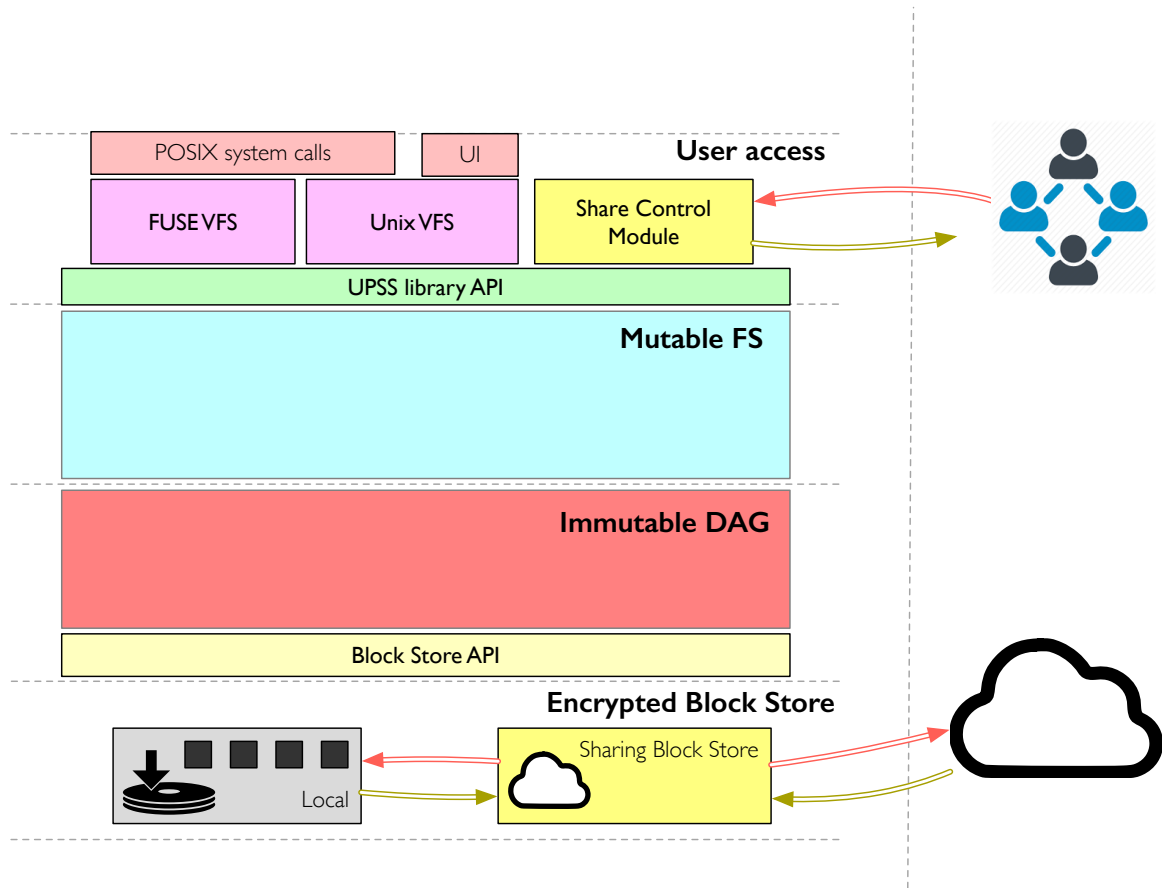 POSIX system calls
UI
User access
FUSE VFS
Unix VFS
Share Control
Module
UPSS library API
Mutable FS
Immutable DAG
Block Store API
Encrypted Block Store
Sharing Block Store
Local